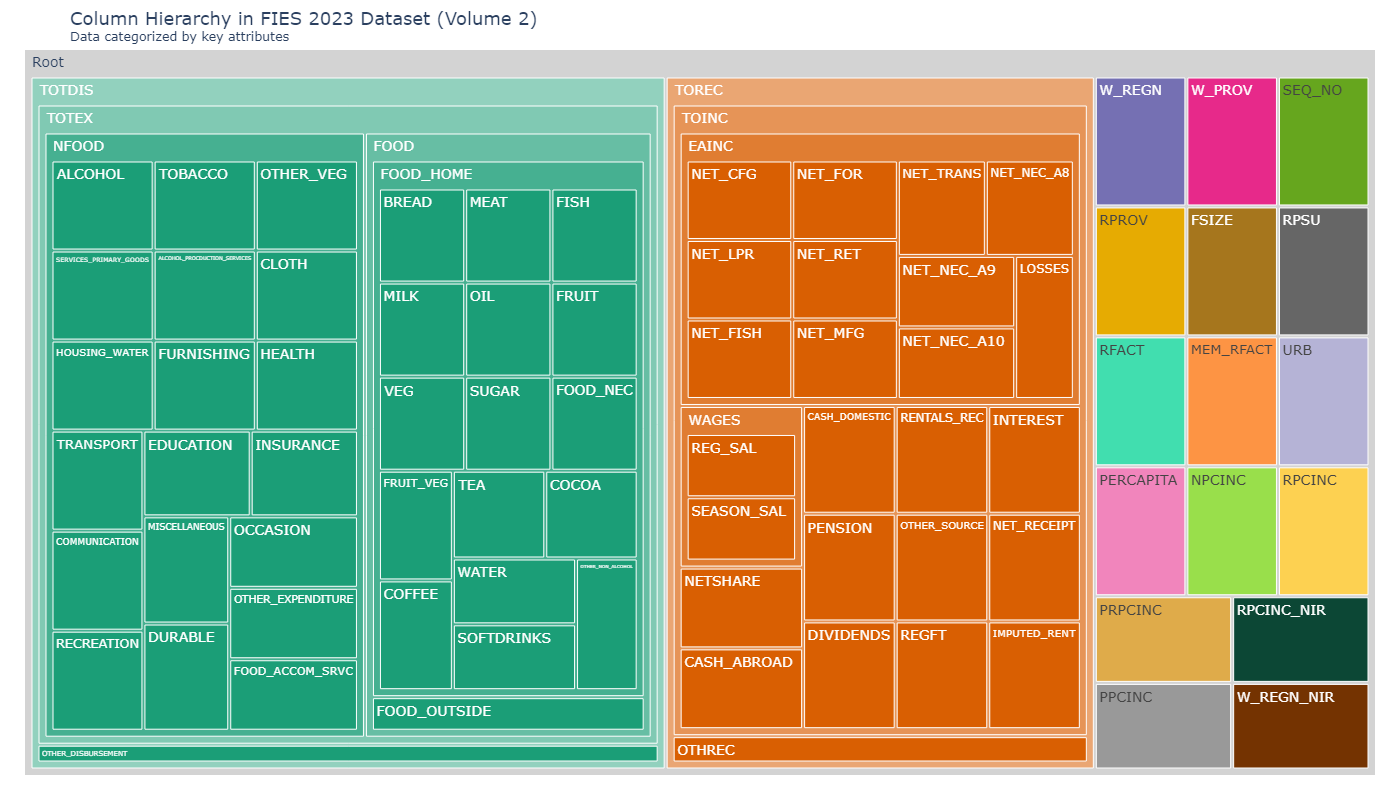 Column Hierarchy in FIES 2023 Dataset (Volume 2)
Data categorized by key attributes
Root
TOTDIS
TOTEX
NFOOD
ALCOHOL
TOBACCO
OTHER_VEG
SERVICES_PRIMARY_GOODS
ALCOHOL_PROCDUCTION_SERVICES
CLOTH
HOUSING_WATER
FURNISHING
HEALTH
TRANSPORT
EDUCATION
INSURANCE
COMMUNICATION
MISCELLANEOUS
OCCASION
OTHER_EXPENDITURE
RECREATION
DURABLE
FOOD_ACCOM_SRVC
FOOD
FOOD_HOME
BREAD
MEAT
FISH
MILK
OIL
FRUIT
VEG
SUGAR
FOOD_NEC
FRUIT_VEG
TEA
COCOA
COFFEE
WATER
SOFTDRINKS
OTHER_NON_ALCOHOL
FOOD_OUTSIDE
OTHER_DISBURSEMENT
TOREC
TOINC
EAINC
NET_CFG
NET_FOR
NET_TRANS
NET_NEC_A8
NET_LPR
NET_RET
NET_NEC_A9
LOSSES
NET_FISH
NET_MFG
NET_NEC_A10
WAGES
REG_SAL
SEASON_SAL
NETSHARE
CASH_ABROAD
CASH_DOMESTIC
RENTALS_REC
INTEREST
PENSION
OTHER_SOURCE
NET_RECEIPT
DIVIDENDS
REGFT
IMPUTED_RENT
OTHREC
W_REGN
W_PROV
SEQ_NO
RPROV
FSIZE
RPSU
RFACT
MEM_RFACT
URB
PERCAPITA
NPCINC
RPCINC
PRPCINC
RPCINC_NIR
PPCINC
W_REGN_NIR